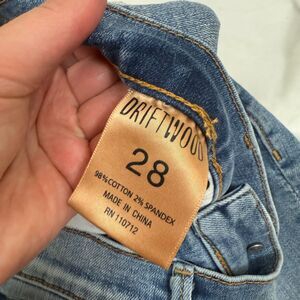 DRIFTWOOD
28
98% COTTON 2% SPANDEX
MADE IN CHINA
RN 110712